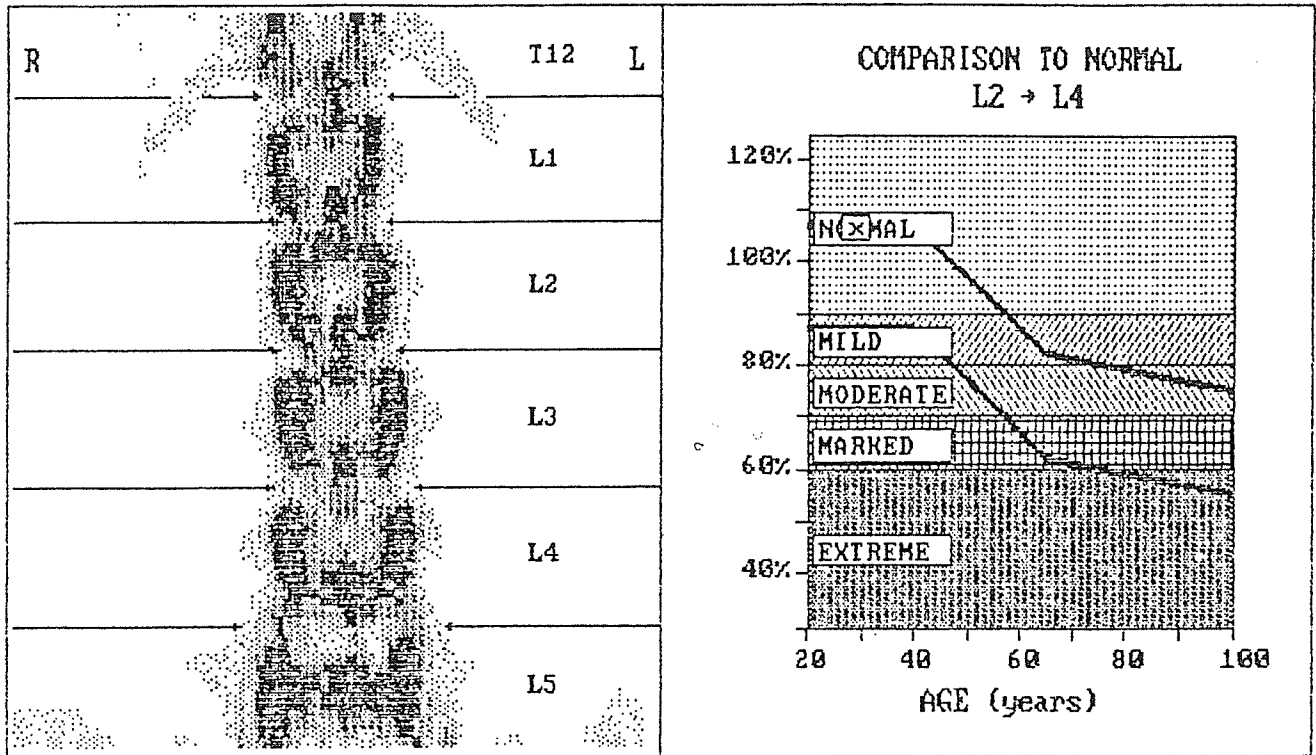 R
T12 L
L1
L2
L3
L4
L5
COMPARISON TO NORMAL
L2 → L4
120%
100%
80%
60%
40%
MILD
MODERATE
MARKED
EXTREME
20 40 60 80 100
AGE (years)